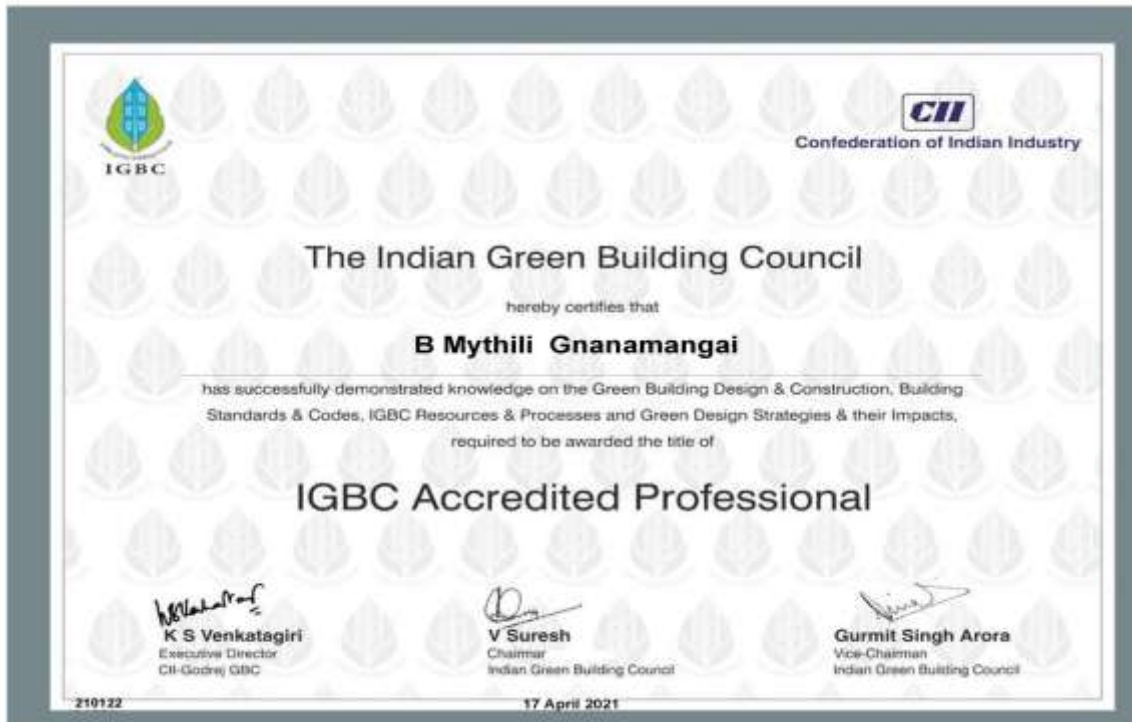 IGBC
CII
Confederation of Indian Industry
The Indian Green Building Council
hereby certifies that
B Mythili Gnanamangai
has successfully demonstrated knowledge on the Green Building Design & Construction, Building
Standards & Codes, IGBC Resources & Processes and Green Design Strategies & their Impacts,
required to be awarded the title of
IGBC Accredited Professional
K S Venkatagiri
Executive Director
CII-Godrej GBC
V Suresh
Chairman
Indian Green Building Council
Gurmit Singh Arora
Vice-Chairman
Indian Green Building Council
210122
17 April 2021